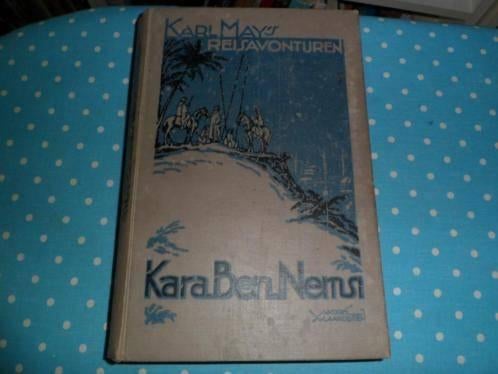 KARL MAY'S
REISAVONTUREN
Kara Ben Nemsi